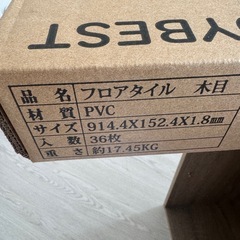 YBEST
品 名 フロアタイル 木目
材 質 PVC
サイズ 914.4X152.4X1.8mm
入 数 36枚
重 さ 約17.45KG